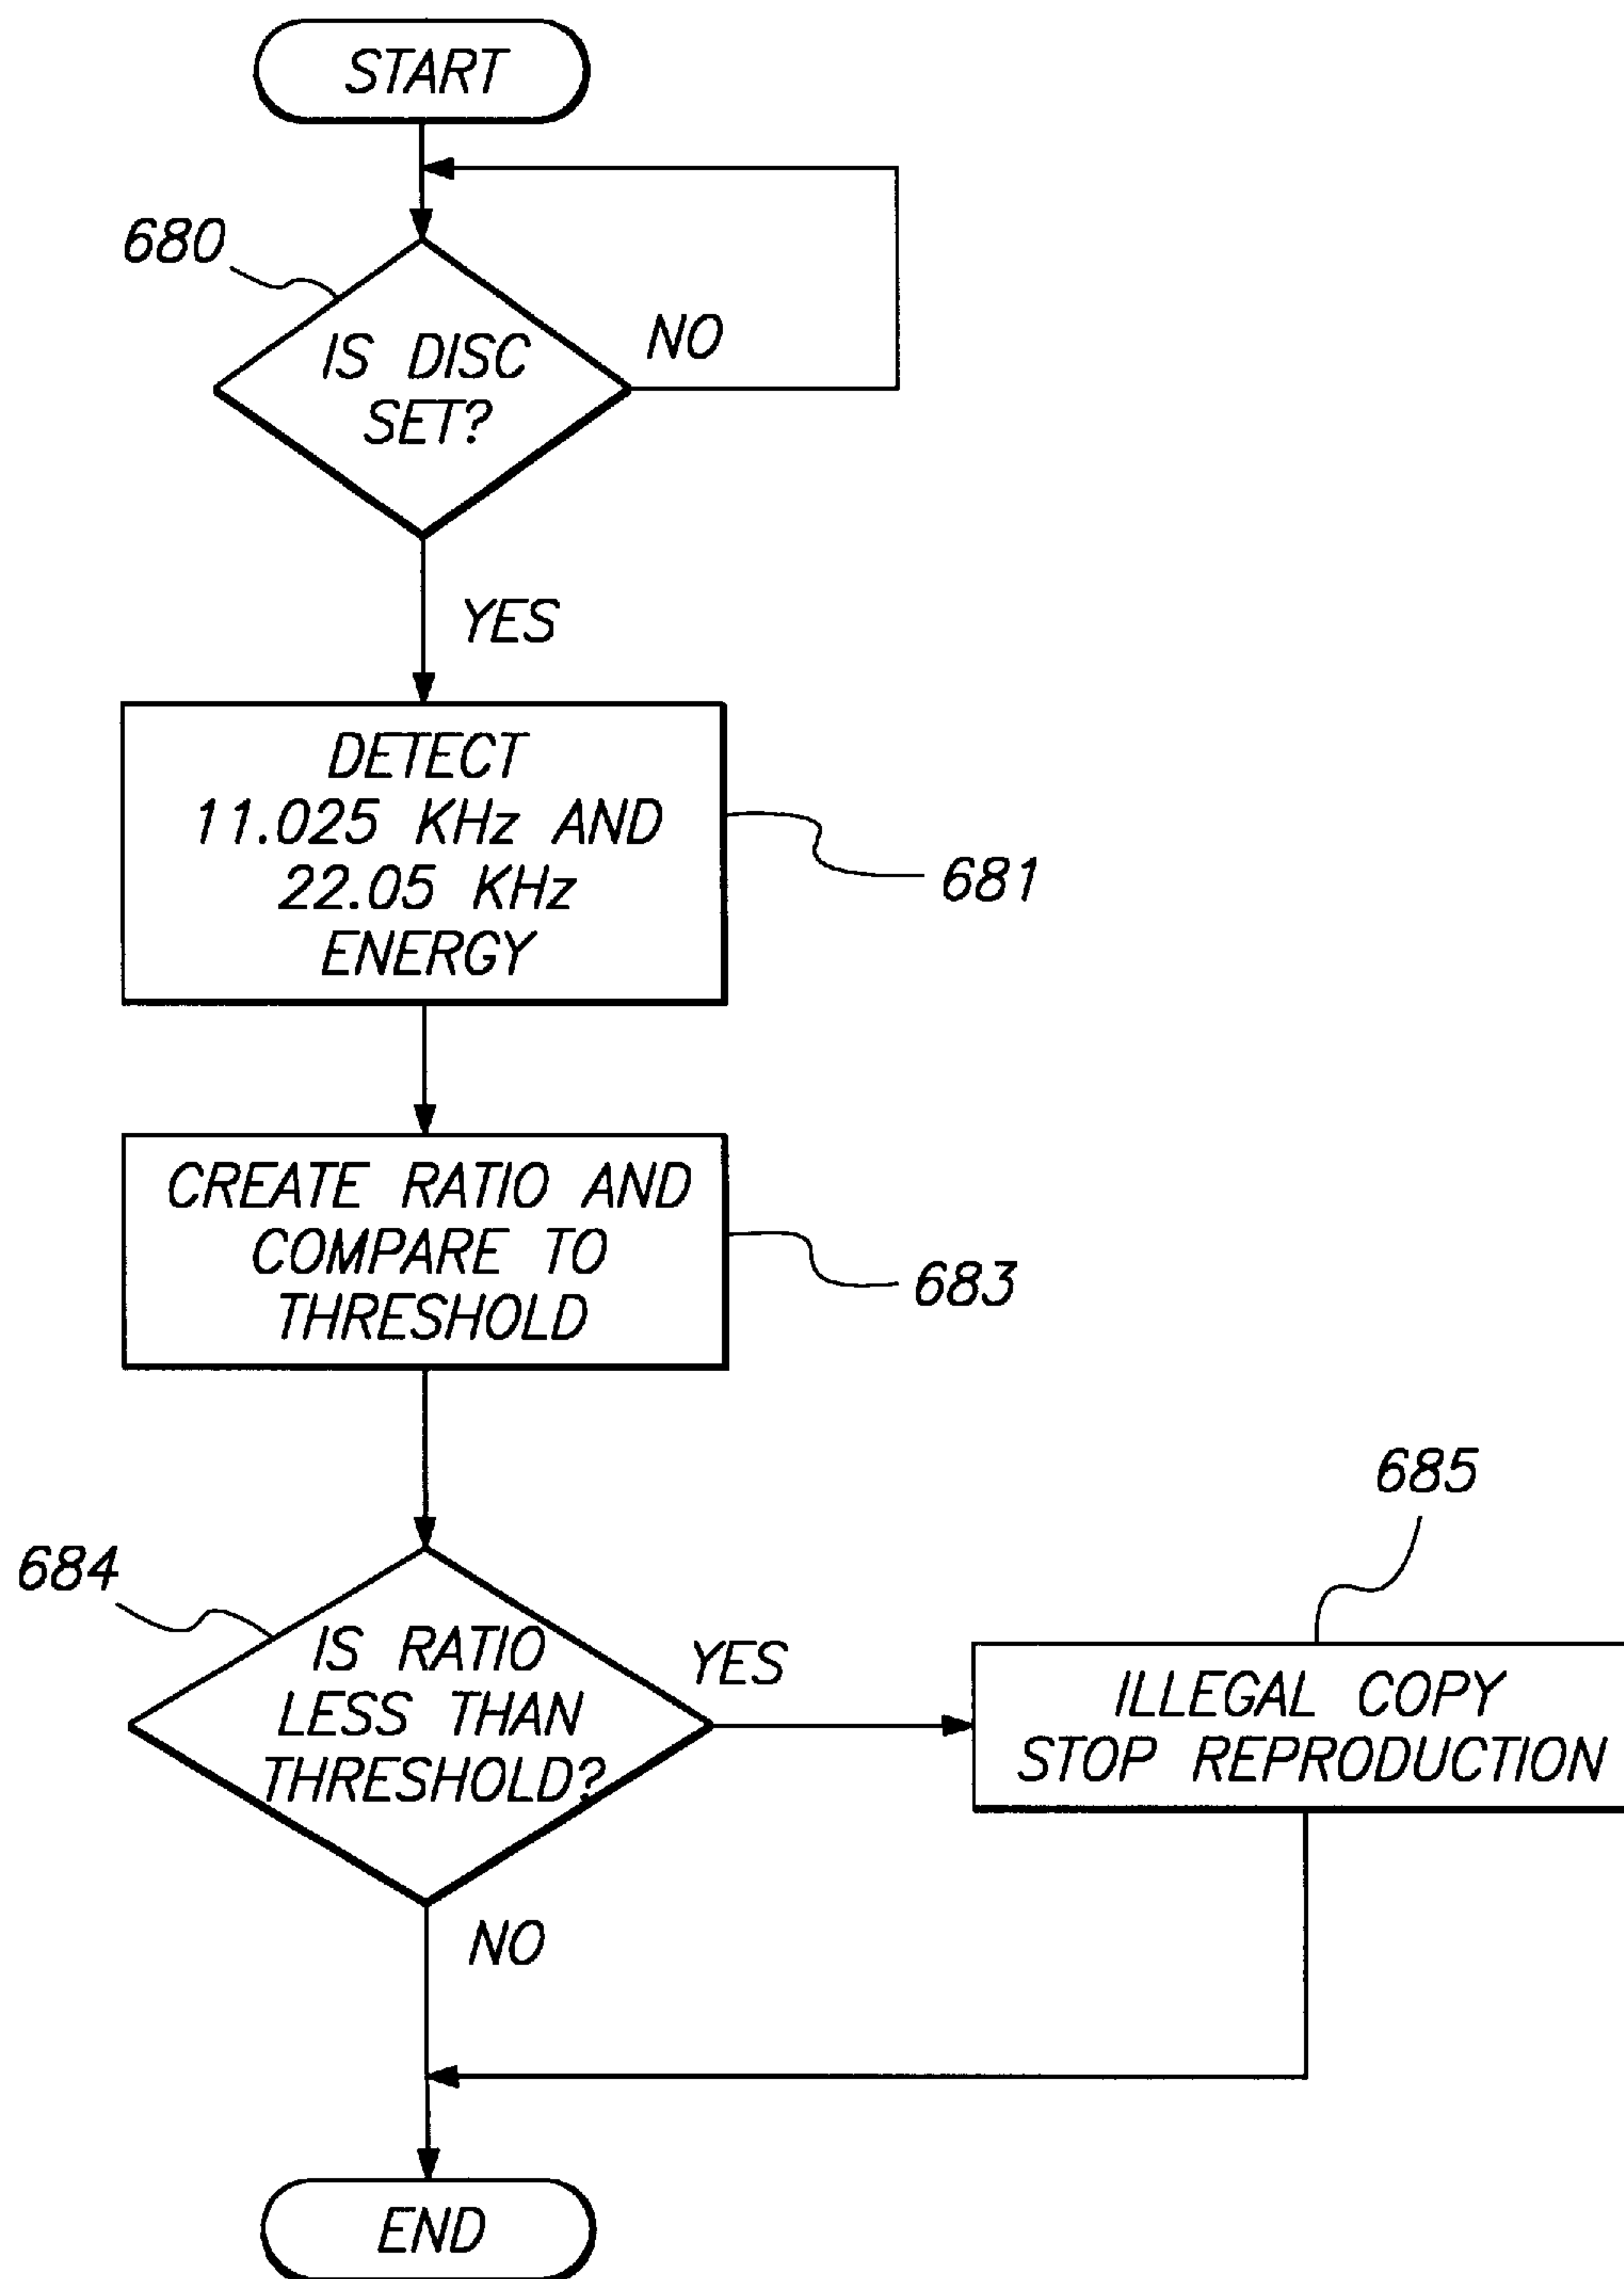 START
680
IS DISC
SET?
NO
YES
DETECT
11.025 KHz AND
22.05 KHz
ENERGY
681
CREATE RATIO AND
COMPARE TO
THRESHOLD
683
684
IS RATIO
LESS THAN
THRESHOLD?
YES
685
ILLEGAL COPY
STOP REPRODUCTION
NO
END